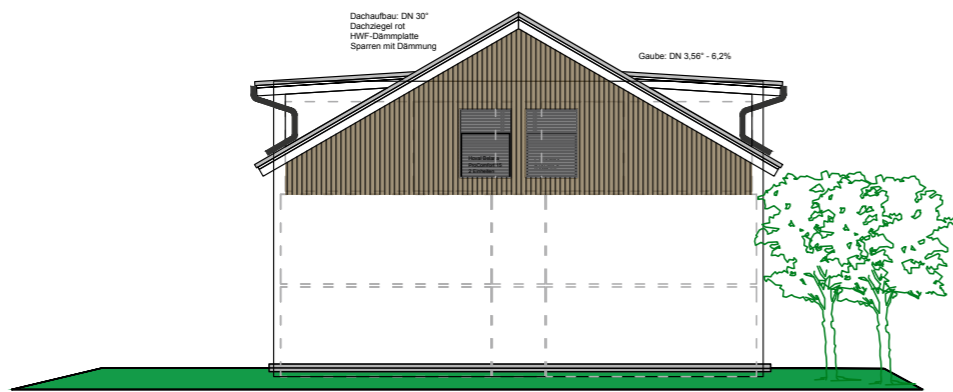 Dachaufbau: DN 30°
Dachziegel rot
HWF-Dämmplatte
Sparren mit Dämmung
Gaube: DN 3,56° - 6,2%